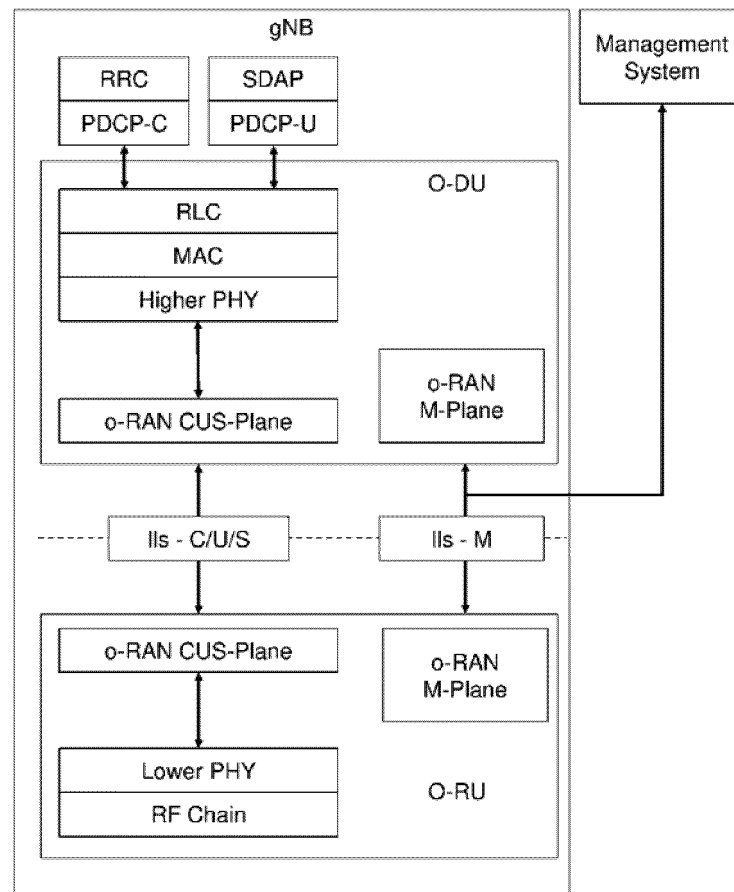 gNB
Management
System
RRC
SDAP
PDCP-C
PDCP-U
O-DU
RLC
MAC
Higher PHY
o-RAN
M-Plane
o-RAN CUS-Plane
lls - C/U/S
lls - M
o-RAN CUS-Plane
o-RAN
M-Plane
Lower PHY
O-RU
RF Chain